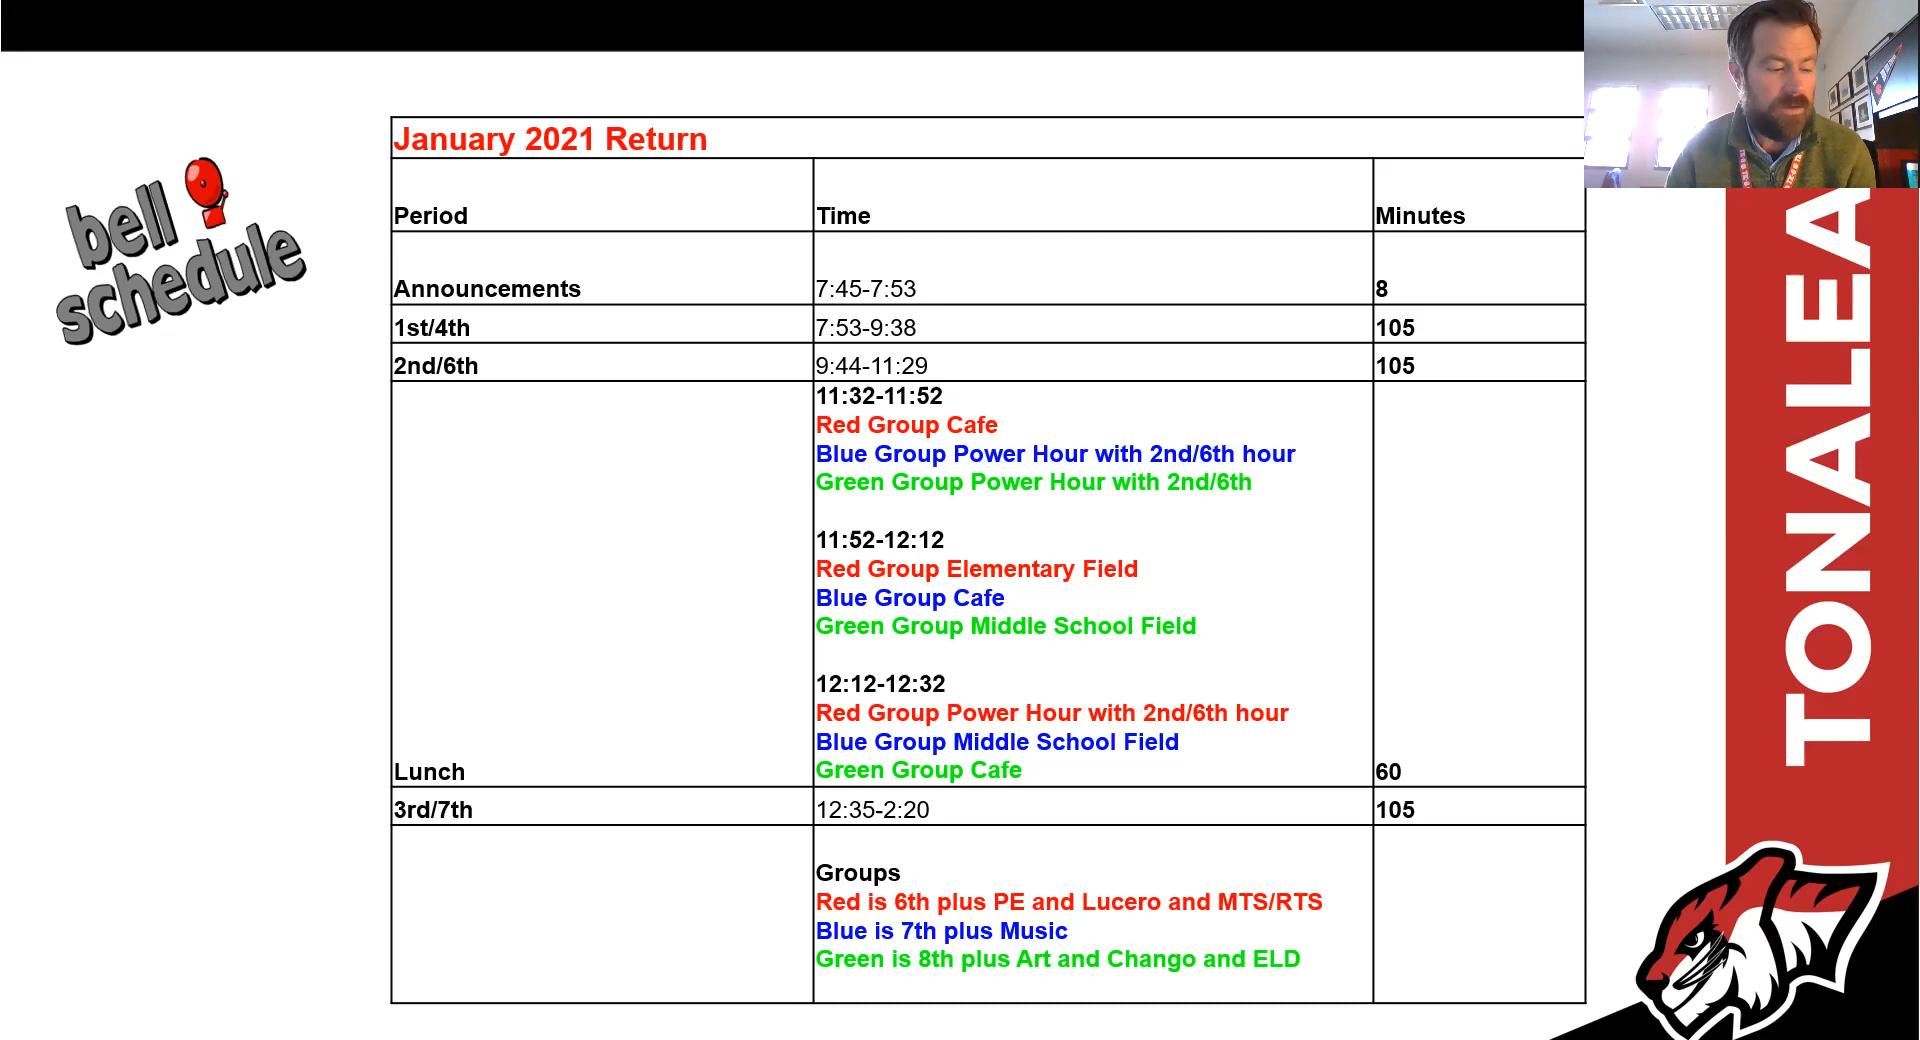 bell
schedule
January 2021 Return
Period Time Minutes
Announcements 7:45-7:53 8
1st/4th 7:53-9:38 105
2nd/6th 9:44-11:29 105
11:32-11:52
Red Group Cafe
Blue Group Power Hour with 2nd/6th hour
Green Group Power Hour with 2nd/6th
11:52-12:12
Red Group Elementary Field
Blue Group Cafe
Green Group Middle School Field
12:12-12:32
Red Group Power Hour with 2nd/6th hour
Blue Group Middle School Field
Lunch Green Group Cafe 60
3rd/7th 12:35-2:20 105
Groups
Red is 6th plus PE and Lucero and MTS/RTS
Blue is 7th plus Music
Green is 8th plus Art and Chango and ELD
TONALEA